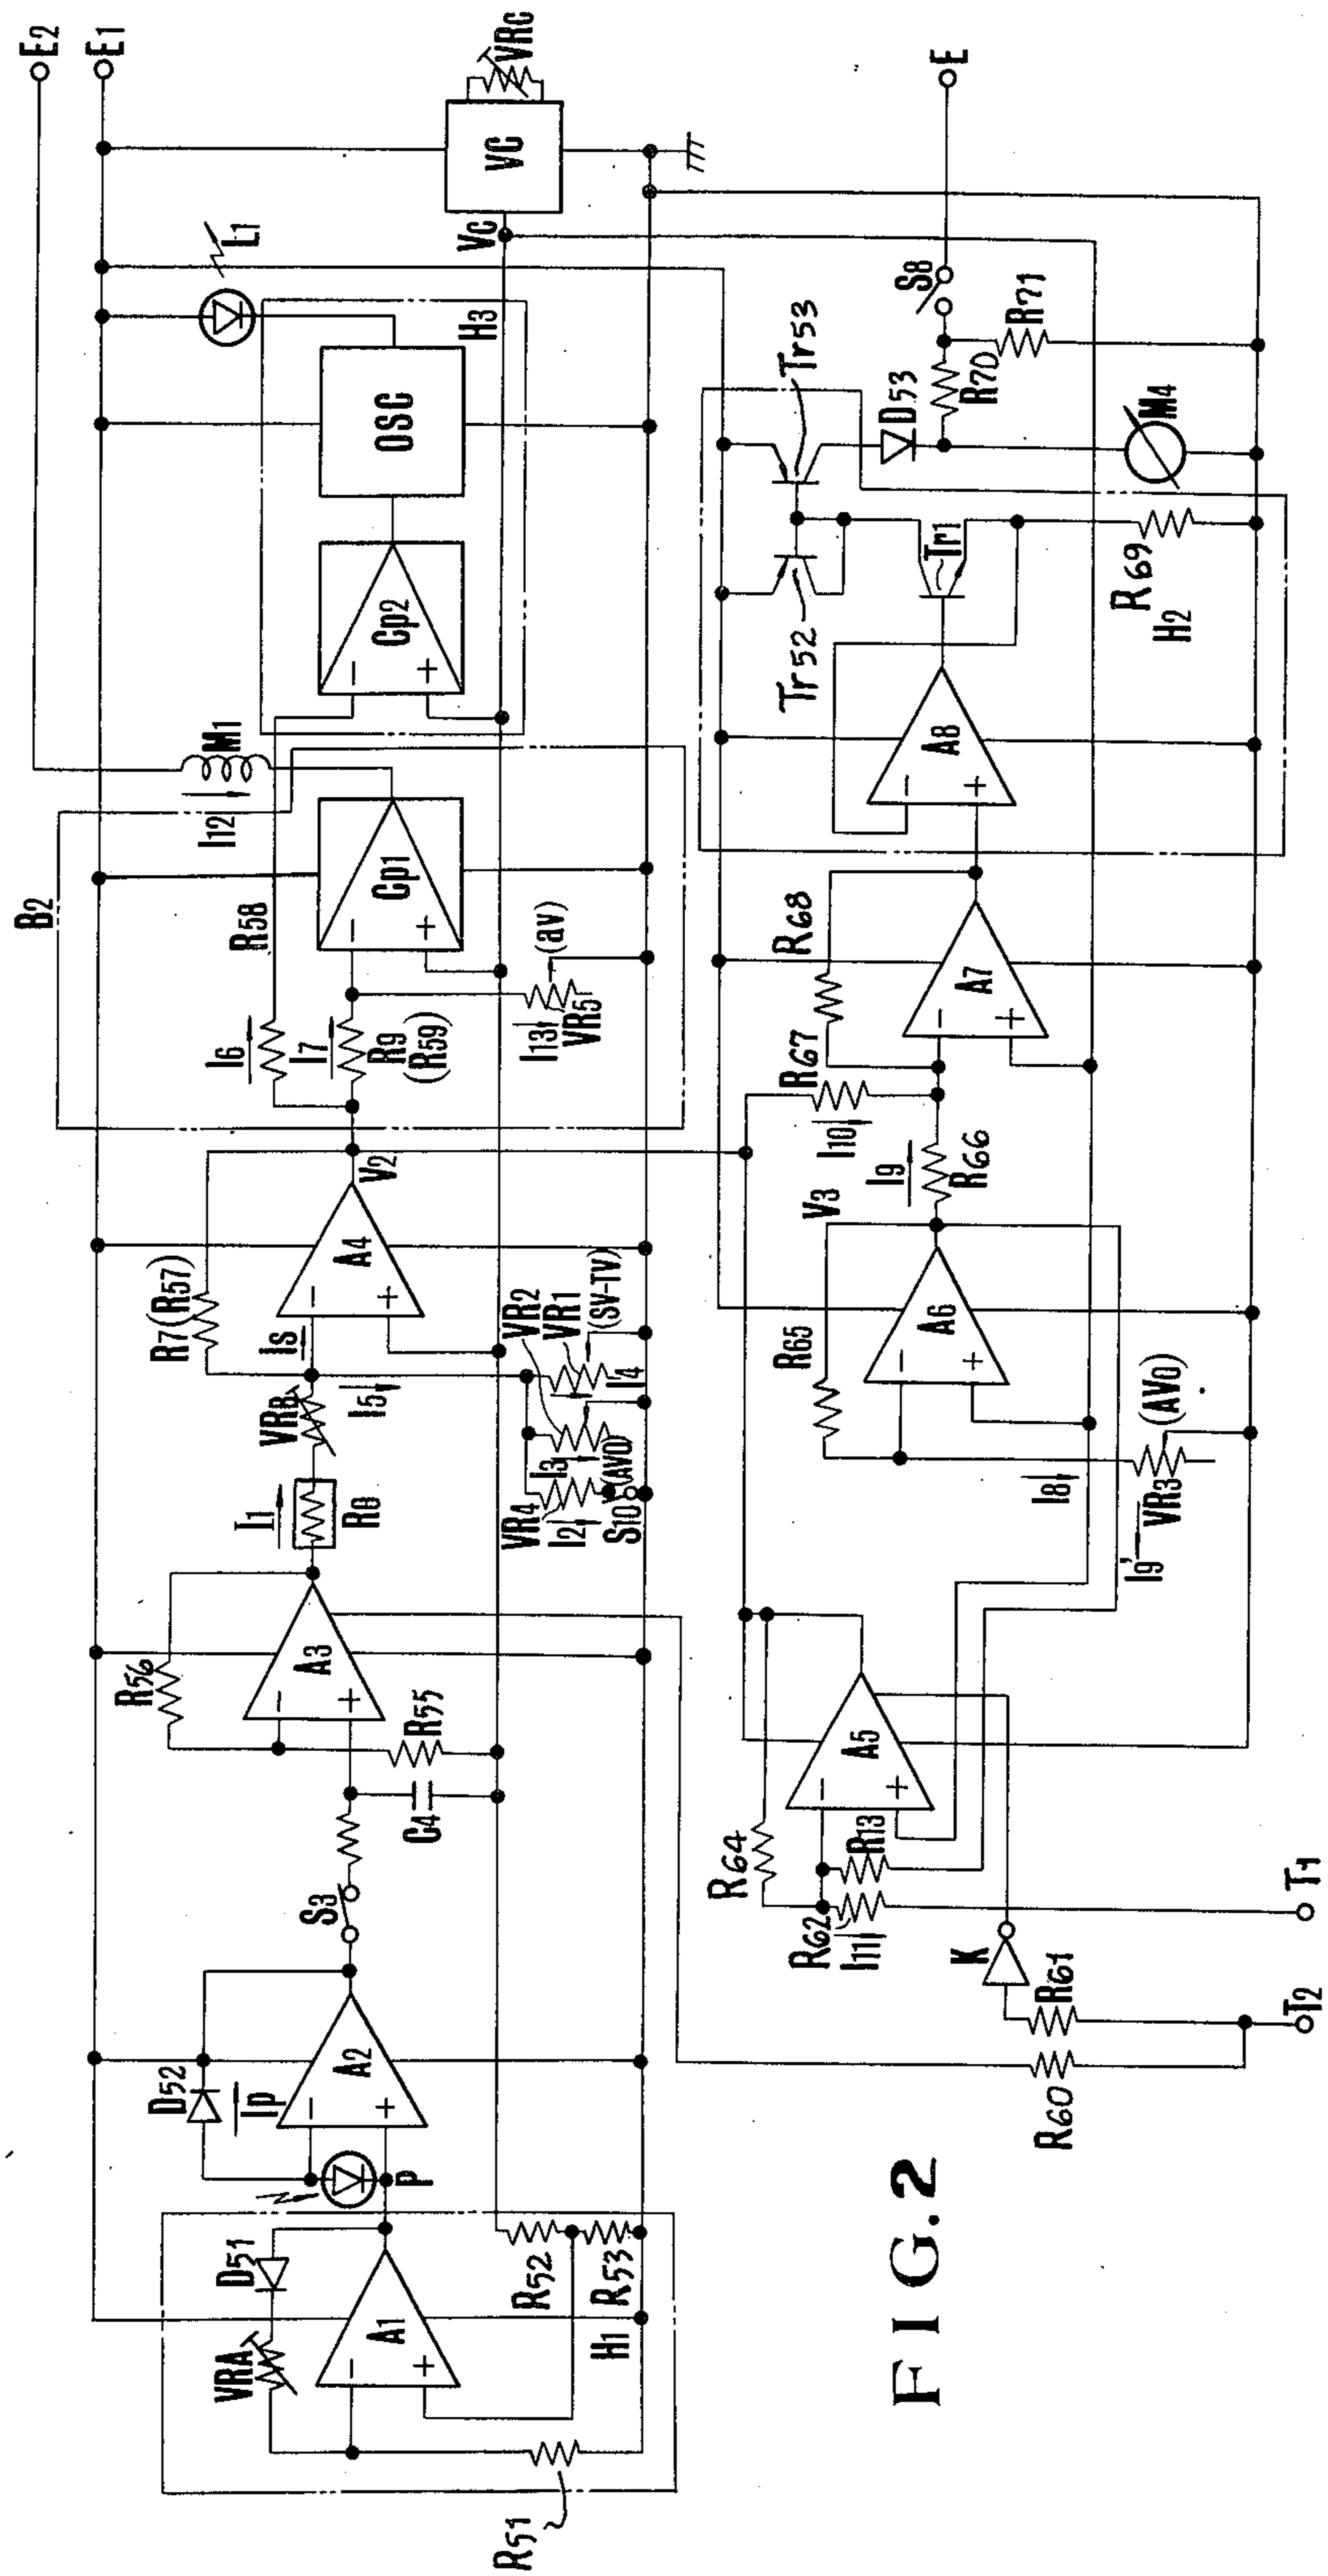 E2
E1
VRG
VC
Vc
L1
H3
OSC
Cp2
M1
I12
B2
Cp1
R58
I6
I7
R9
(R59)
I13
VR5
(av)
V2
A4
R7(R57)
is
VR2
VR1
(SV-TV)
I5
I4
I3
(AVO)
VR4
I2
S10
VRB
I1
Rθ
A3
R56
R55
C4
S3
D52
Ip
A2
P
D51
VRA
A1
R52
R53
H1
R51
E
S8
R71
R70
Tr53
D53
M4
Tr52
Tr1
R69
H2
A8
R68
A7
R67
I10
I9
R66
V3
R65
A6
I8
(AVO)
VR3
I9'
A5
R64
R13
R62
I11
K
R61
R60
T1
T2
FIG.2